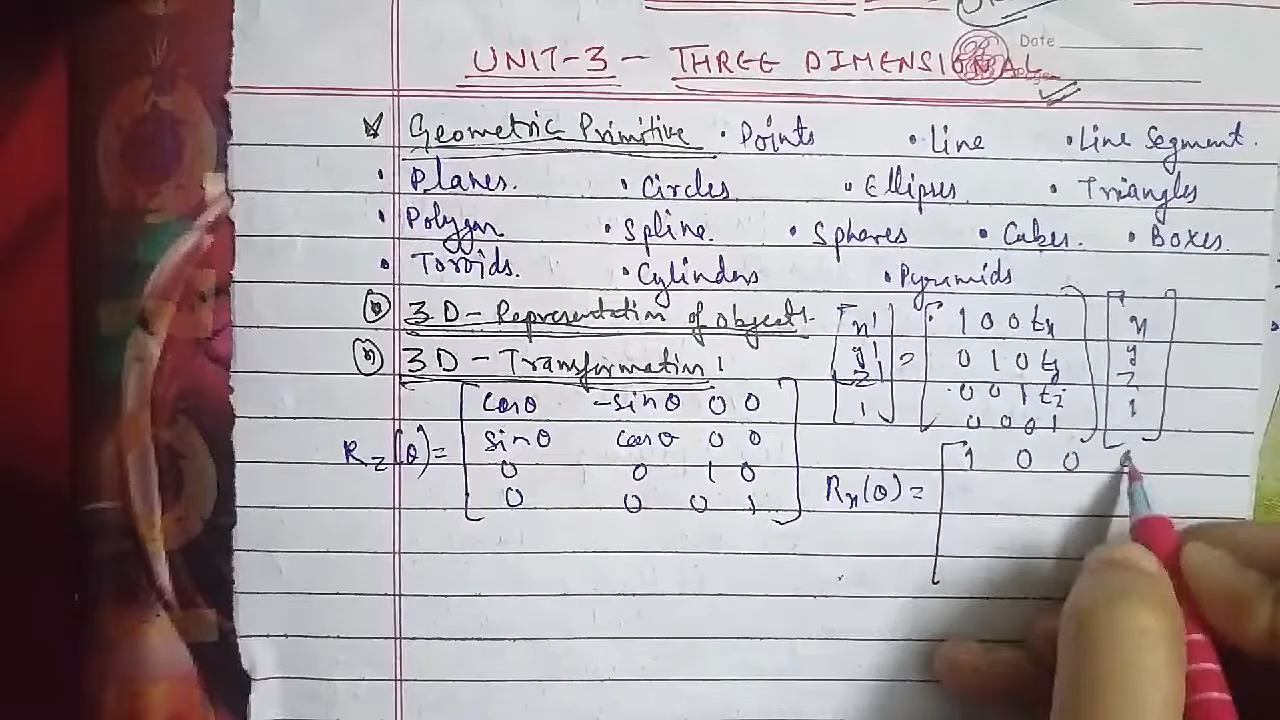 Date
UNIT-3 - THREE DIMENSIONAL
Geometric Primitive • Points • Line • Line Segment.
• Planes. • Circles • Ellipses • Triangles
• Polygon • Spline. • Spheres • Cubes. • Boxes.
• Toroids. • Cylinders • Pyramids
3D-Representation of objects.
3D-Transformation
x' 1 0 0 tx x
y' = 0 1 0 ty y
z' 0 0 1 tz z
1 0 0 0 1 1
cosθ -sinθ 0 0
Rz(θ)= sinθ cosθ 0 0
0 0 1 0
0 0 0 1
Rx(θ) =
1 0 0